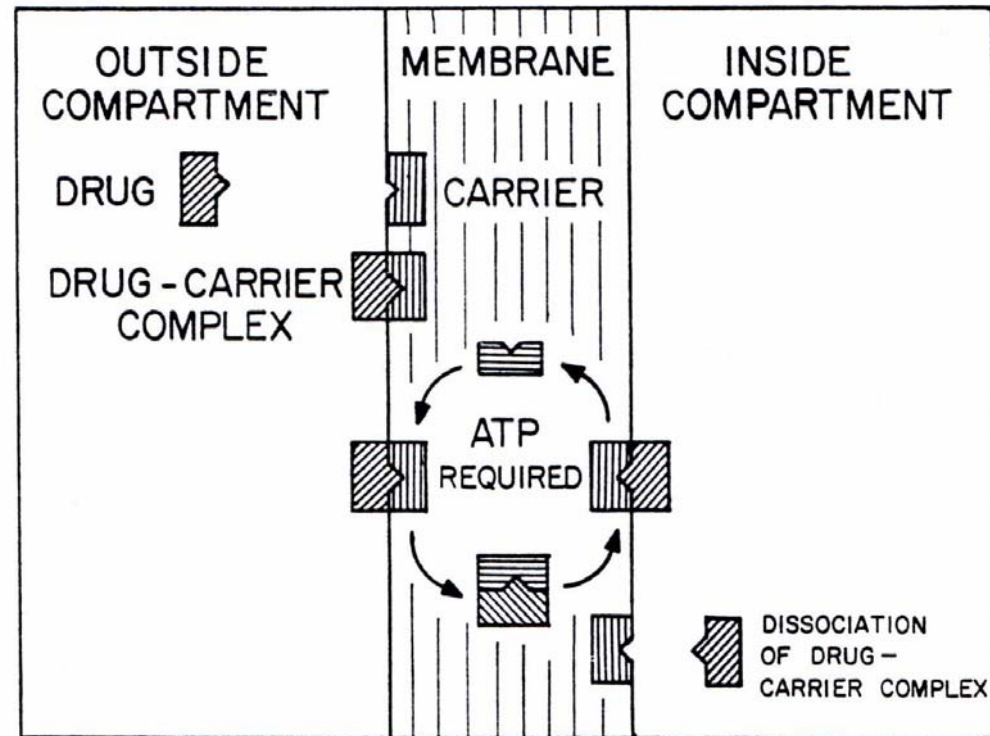 OUTSIDE
COMPARTMENT
MEMBRANE
INSIDE
COMPARTMENT
DRUG
CARRIER
DRUG-CARRIER
COMPLEX
ATP
REQUIRED
DISSOCIATION
OF DRUG-
CARRIER COMPLEX